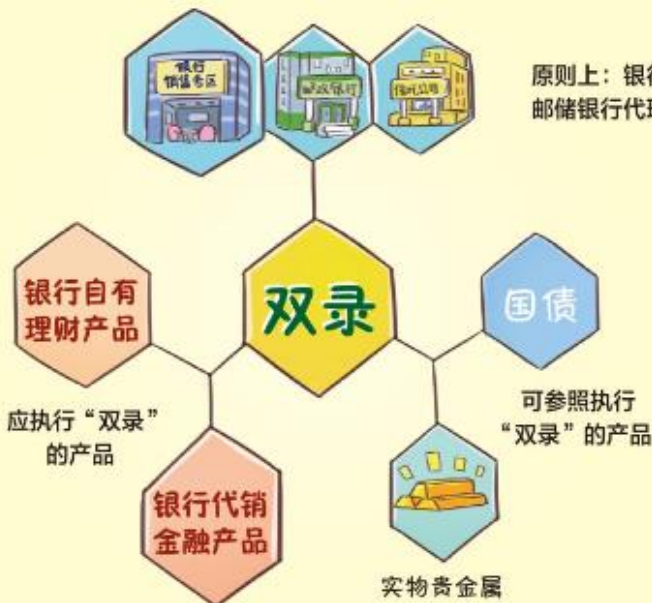 银行
销售专区
邮政银行
信托公司
原则上：银行
邮储银行代理
双录
银行自有
理财产品
国债
应执行“双录”
的产品
可参照执行
“双录”的产品
银行代销
金融产品
实物贵金属